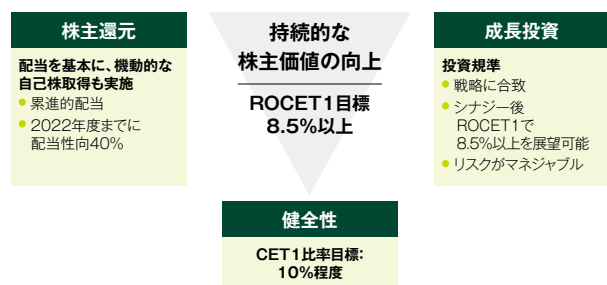 株主還元
配当を基本に、機動的な
自己株取得も実施
● 累進的配当
● 2022年度までに
配当性向40%
持続的な
株主価値の向上
ROCET1目標
8.5%以上
成長投資
投資規準
● 戦略に合致
● シナジー後
ROCET1で
8.5%以上を展望可能
● リスクがマネジャブル
健全性
CET1比率目標:
10%程度